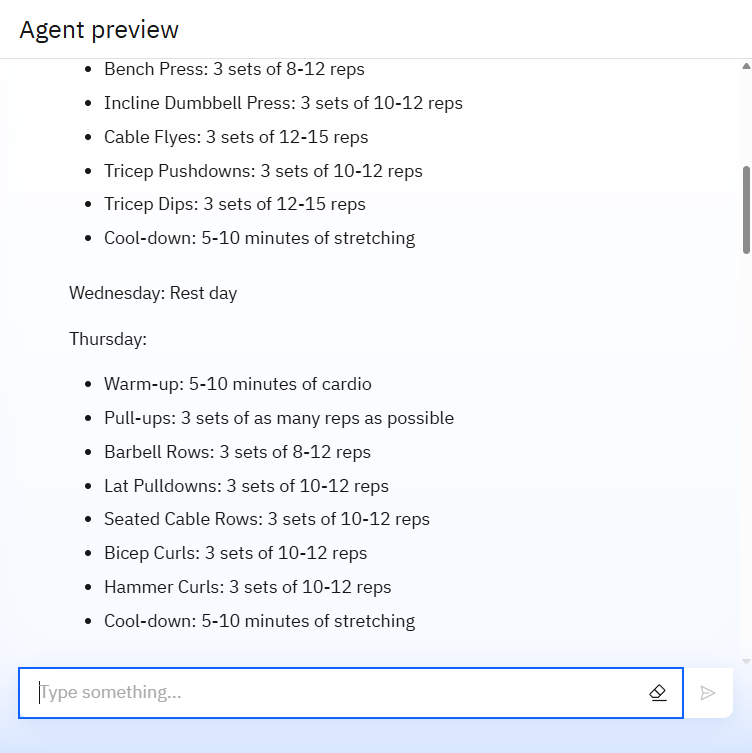 Agent preview
• Bench Press: 3 sets of 8-12 reps
• Incline Dumbbell Press: 3 sets of 10-12 reps
• Cable Flyes: 3 sets of 12-15 reps
• Tricep Pushdowns: 3 sets of 10-12 reps
• Tricep Dips: 3 sets of 12-15 reps
• Cool-down: 5-10 minutes of stretching
Wednesday: Rest day
Thursday:
• Warm-up: 5-10 minutes of cardio
• Pull-ups: 3 sets of as many reps as possible
• Barbell Rows: 3 sets of 8-12 reps
• Lat Pulldowns: 3 sets of 10-12 reps
• Seated Cable Rows: 3 sets of 10-12 reps
• Bicep Curls: 3 sets of 10-12 reps
• Hammer Curls: 3 sets of 10-12 reps
• Cool-down: 5-10 minutes of stretching
Type something...